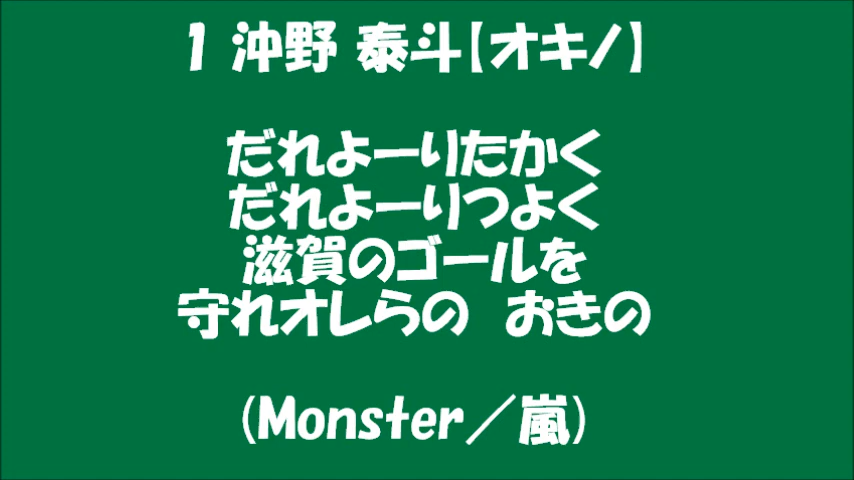 1 沖野 泰斗【オキノ】
だれよーりたかく
だれよーりつよく
滋賀のゴールを
守れオレらの　おきの
(Monster／嵐)